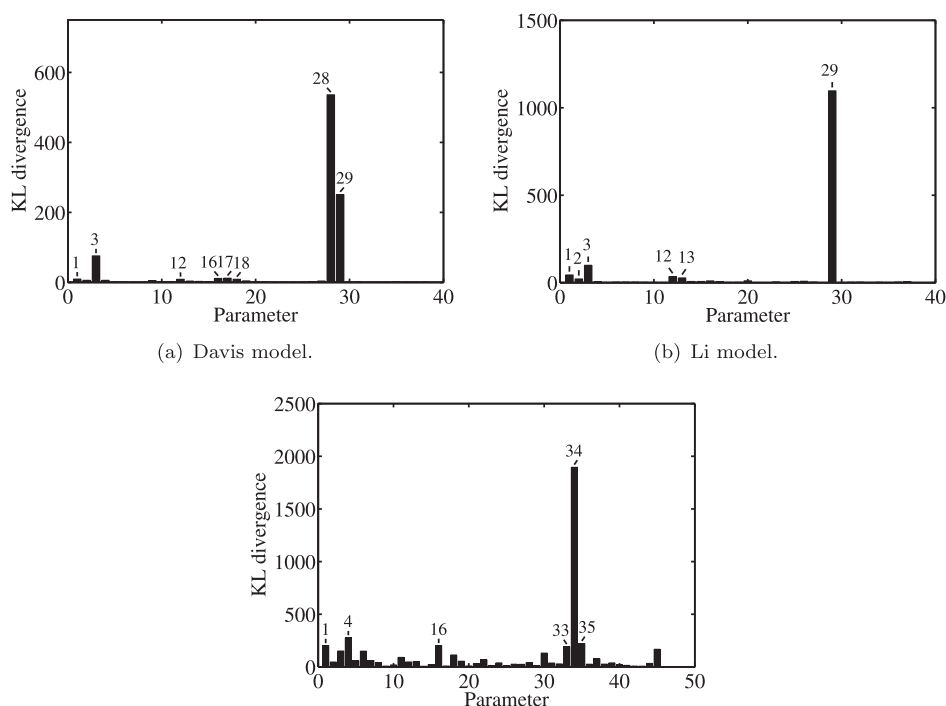 KL divergence
600
400
200
0
1
3
12
16 17 18
28
29
0 10 20 30 40
Parameter
(a) Davis model.
KL divergence
1500
1000
500
0
1
2
3
12
13
29
0 10 20 30 40
Parameter
(b) Li model.
KL divergence
2500
2000
1500
1000
500
0
1
4
16
33
34
35
0 10 20 30 40 50
Parameter